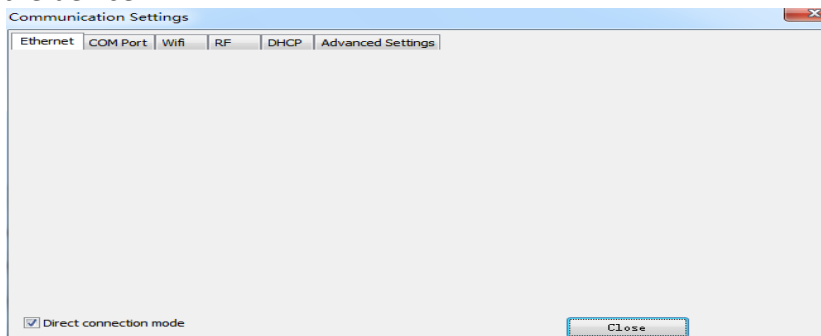 Communication Settings
Ethernet COM Port Wifi RF DHCP Advanced Settings
Direct connection mode
Close